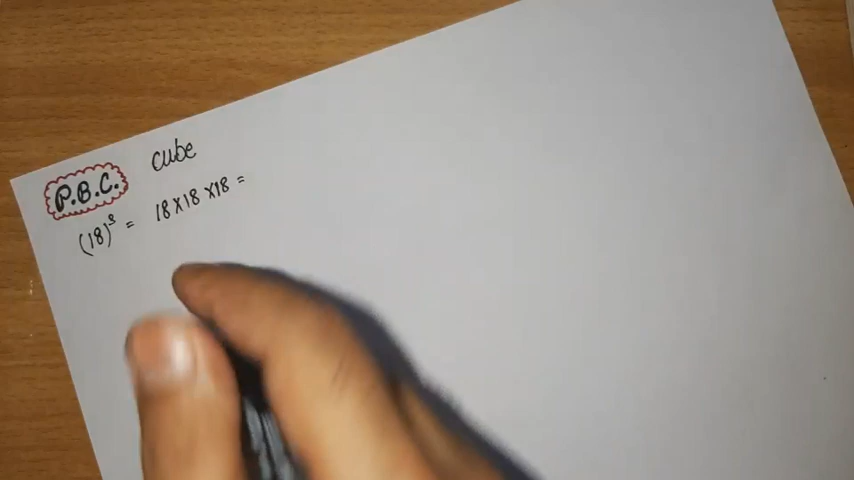 P.B.C. cube
(18)³ = 18×18×18 =